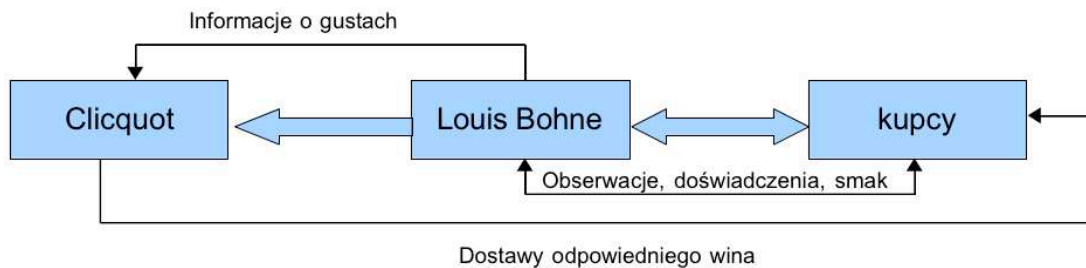 Informacje o gustach
Clicquot
Louis Bohne
kupcy
Obserwacje, doświadczenia, smak
Dostawy odpowiedniego wina